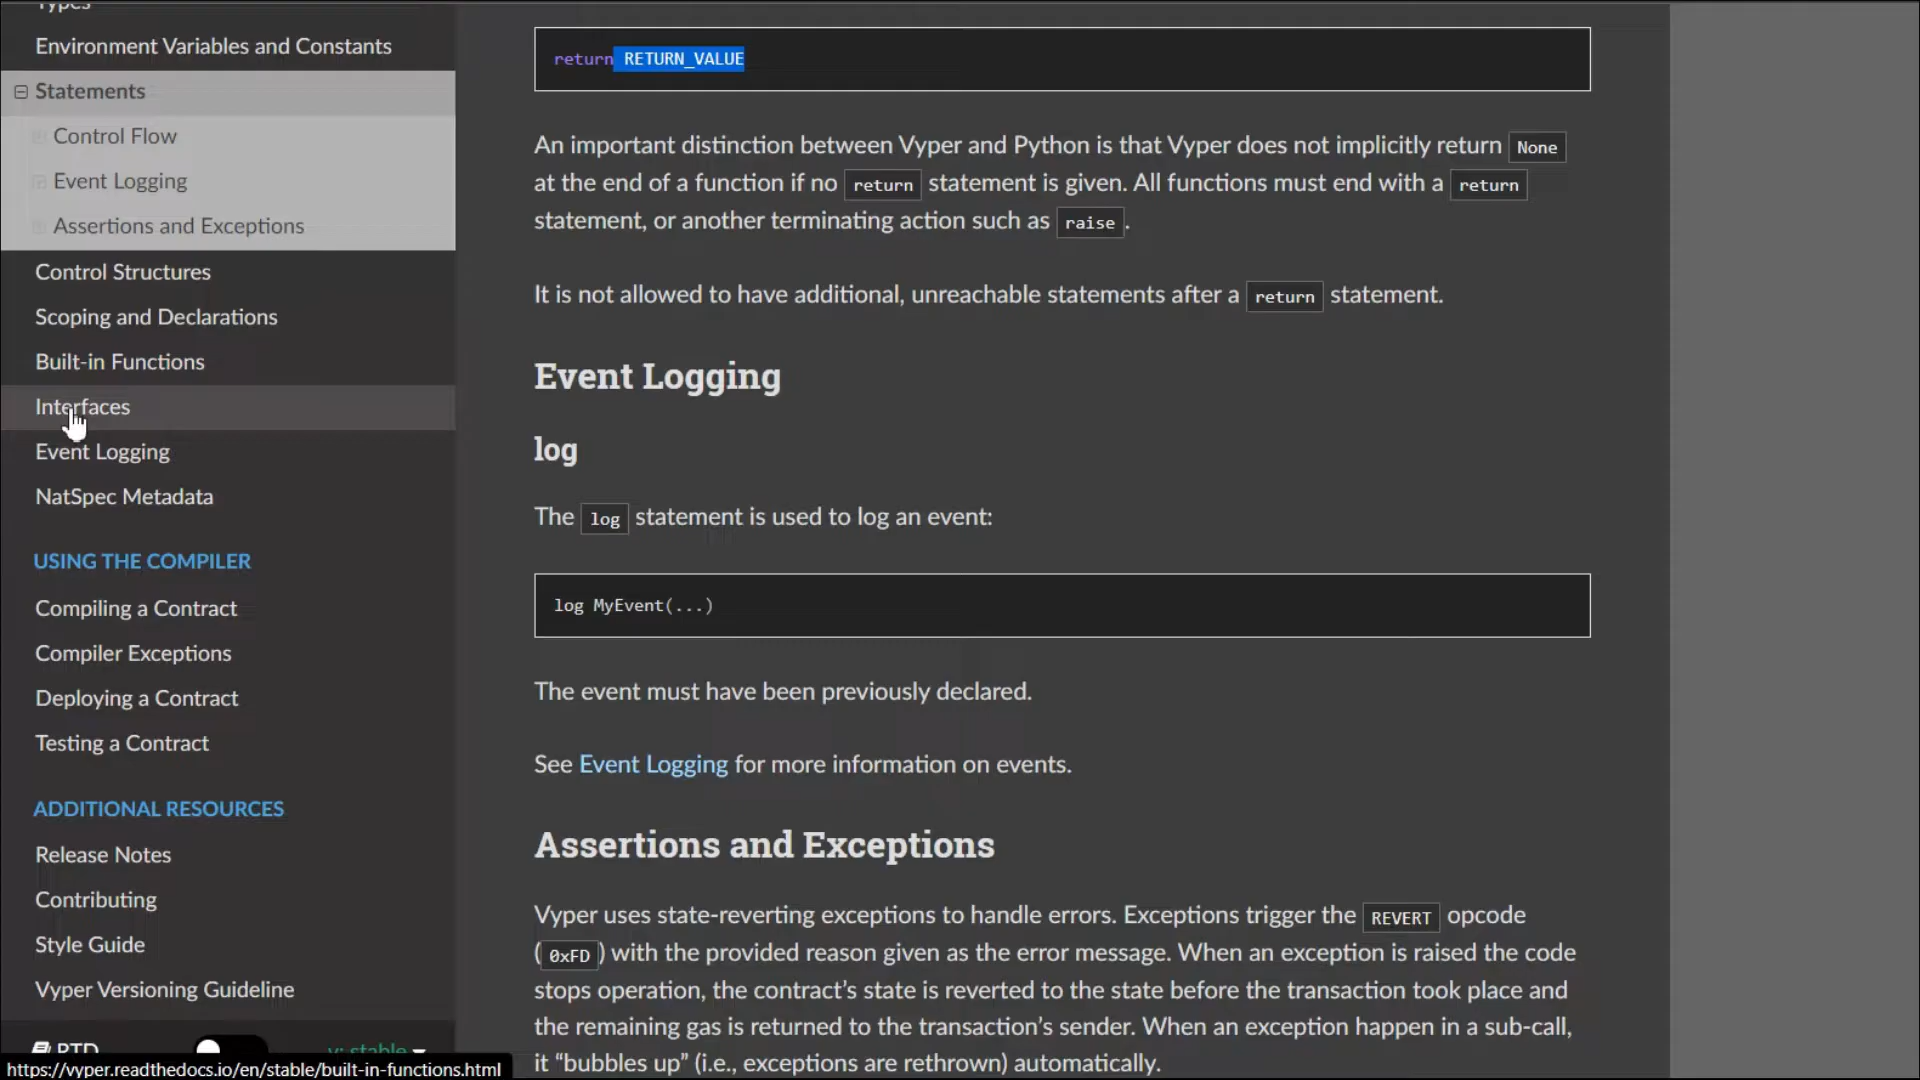 Types
Environment Variables and Constants
Statements
Control Flow
Event Logging
Assertions and Exceptions
Control Structures
Scoping and Declarations
Built-in Functions
Interfaces
Event Logging
NatSpec Metadata
USING THE COMPILER
Compiling a Contract
Compiler Exceptions
Deploying a Contract
Testing a Contract
ADDITIONAL RESOURCES
Release Notes
Contributing
Style Guide
Vyper Versioning Guideline
RTD
v: stable
https://vyper.readthedocs.io/en/stable/built-in-functions.html
return RETURN_VALUE
An important distinction between Vyper and Python is that Vyper does not implicitly return None
at the end of a function if no return statement is given. All functions must end with a return
statement, or another terminating action such as raise.
It is not allowed to have additional, unreachable statements after a return statement.
Event Logging
log
The log statement is used to log an event:
log MyEvent(...)
The event must have been previously declared.
See Event Logging for more information on events.
Assertions and Exceptions
Vyper uses state-reverting exceptions to handle errors. Exceptions trigger the REVERT opcode
(0xFD) with the provided reason given as the error message. When an exception is raised the code
stops operation, the contract’s state is reverted to the state before the transaction took place and
the remaining gas is returned to the transaction’s sender. When an exception happen in a sub-call,
it “bubbles up” (i.e., exceptions are rethrown) automatically.